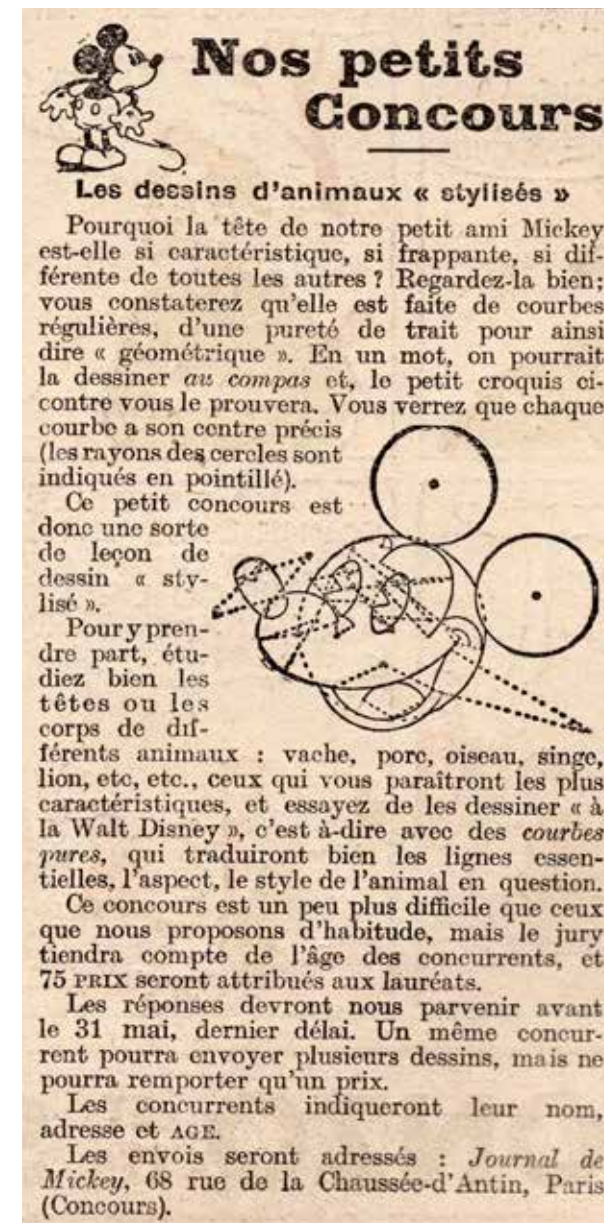 Nos petits
Concours
Les dessins d'animaux « stylisés »
Pourquoi la tête de notre petit ami Mickey
est-elle si caractéristique, si frappante, si dif-
férente de toutes les autres ? Regardez-la bien;
vous constaterez qu'elle est faite de courbes
régulières, d'une pureté de trait pour ainsi
dire « géométrique ». En un mot, on pourrait
la dessiner au compas et, le petit croquis ci-
contre vous le prouvera. Vous verrez que chaque
courbe a son centre précis
(les rayons des cercles sont
indiqués en pointillé).
Ce petit concours est
donc une sorte
de leçon de
dessin « sty-
lisé ».
Pour y pren-
dre part, étu-
diez bien les
têtes ou les
corps de dif-
férents animaux : vache, porc, oiseau, singe,
lion, etc, etc., ceux qui vous paraîtront les plus
caractéristiques, et essayez de les dessiner « à
la Walt Disney », c'est à-dire avec des courbes
pures, qui traduiront bien les lignes essen-
tielles, l'aspect, le style de l'animal en question.
Ce concours est un peu plus difficile que ceux
que nous proposons d'habitude, mais le jury
tiendra compte de l'âge des concurrents, et
75 PRIX seront attribués aux lauréats.
Les réponses devront nous parvenir avant
le 31 mai, dernier délai. Un même concur-
rent pourra envoyer plusieurs dessins, mais ne
pourra remporter qu'un prix.
Les concurrents indiqueront leur nom,
adresse et AGE.
Les envois seront adressés : Journal de
Mickey, 68 rue de la Chaussée-d'Antin, Paris
(Concours).